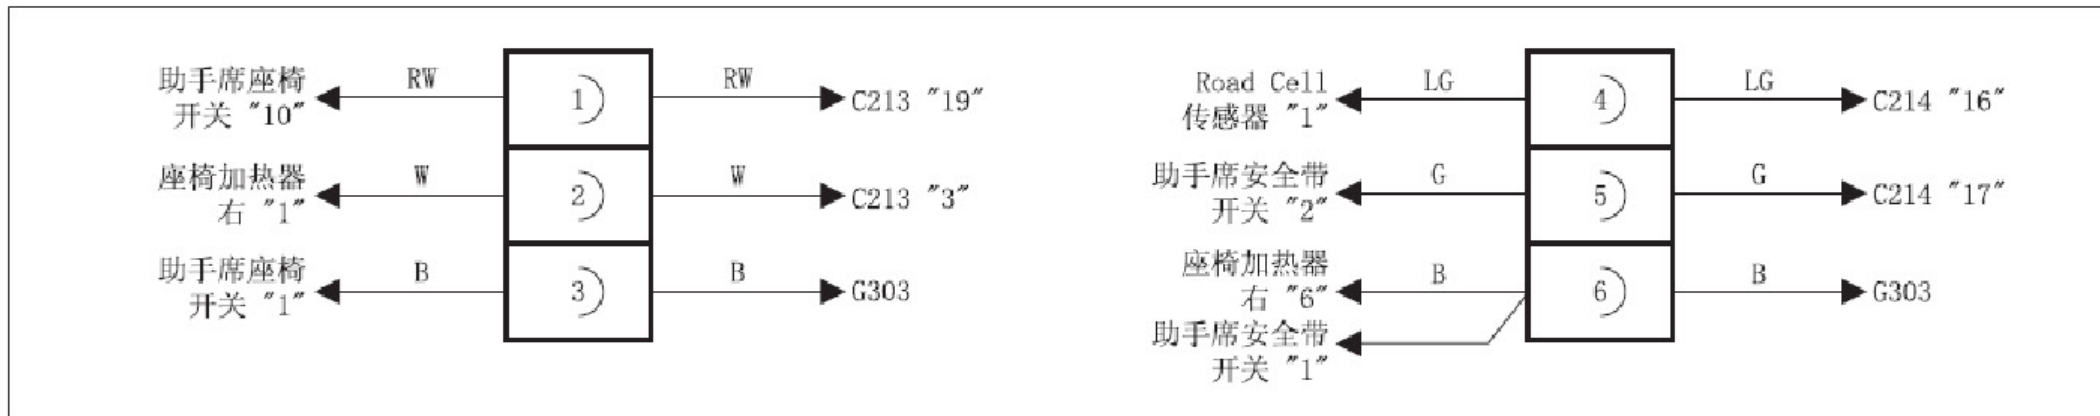 助手席座椅
开关 "10"
RW
1
RW
C213 "19"
座椅加热器
右 "1"
W
2
W
C213 "3"
助手席座椅
开关 "1"
B
3
B
G303
Road Cell
传感器 "1"
LG
4
LG
C214 "16"
助手席安全带
开关 "2"
G
5
G
C214 "17"
座椅加热器
右 "6"
B
6
B
G303
助手席安全带
开关 "1"